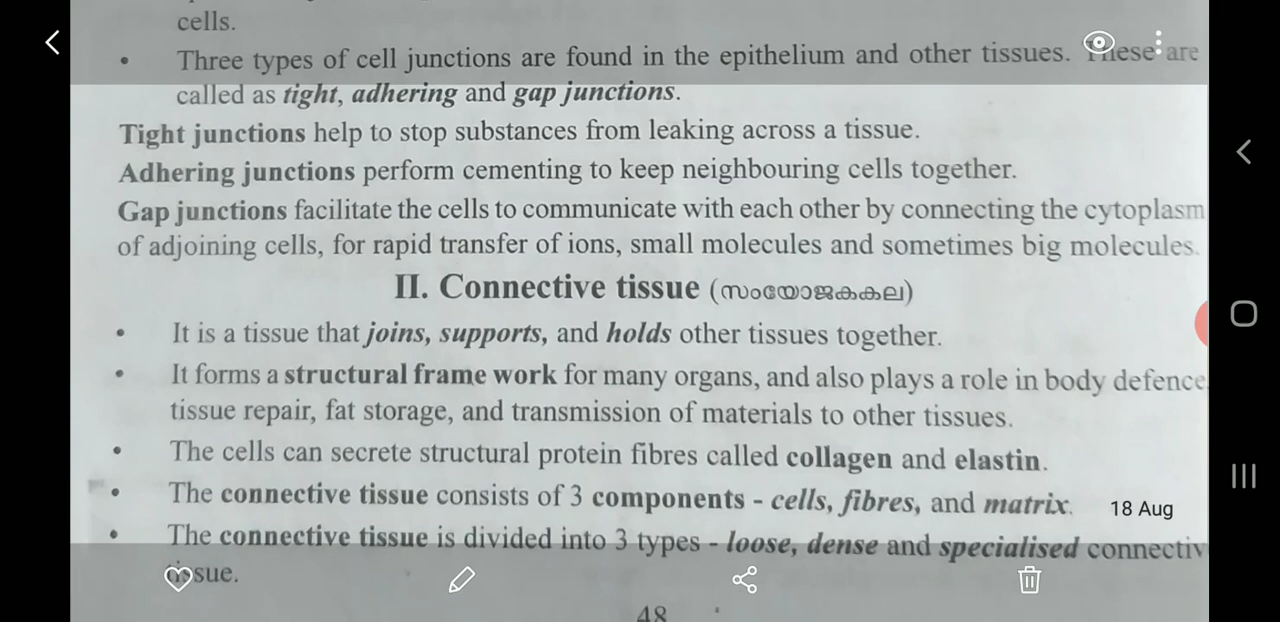 cells.
• Three types of cell junctions are found in the epithelium and other tissues. These are
called as tight, adhering and gap junctions.
Tight junctions help to stop substances from leaking across a tissue.
Adhering junctions perform cementing to keep neighbouring cells together.
Gap junctions facilitate the cells to communicate with each other by connecting the cytoplasm
of adjoining cells, for rapid transfer of ions, small molecules and sometimes big molecules.
II. Connective tissue (സംയോജകകല)
• It is a tissue that joins, supports, and holds other tissues together.
• It forms a structural frame work for many organs, and also plays a role in body defence
tissue repair, fat storage, and transmission of materials to other tissues.
• The cells can secrete structural protein fibres called collagen and elastin.
• The connective tissue consists of 3 components - cells, fibres, and matrix.
18 Aug
• The connective tissue is divided into 3 types - loose, dense and specialised connectiv
tissue.
48